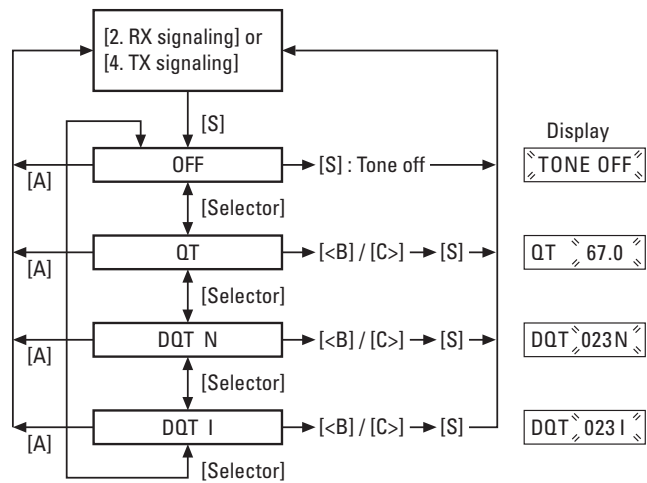 [2. RX signaling] or
[4. TX signaling]
[S]
Display
OFF
[S] : Tone off
TONE OFF
[A]
[Selector]
QT
[<B] / [C>]
[S]
QT 67.0
[A]
[Selector]
DQT N
[<B] / [C>]
[S]
DQT 023N
[A]
[Selector]
DQT I
[<B] / [C>]
[S]
DQT 023I
[A]
[Selector]